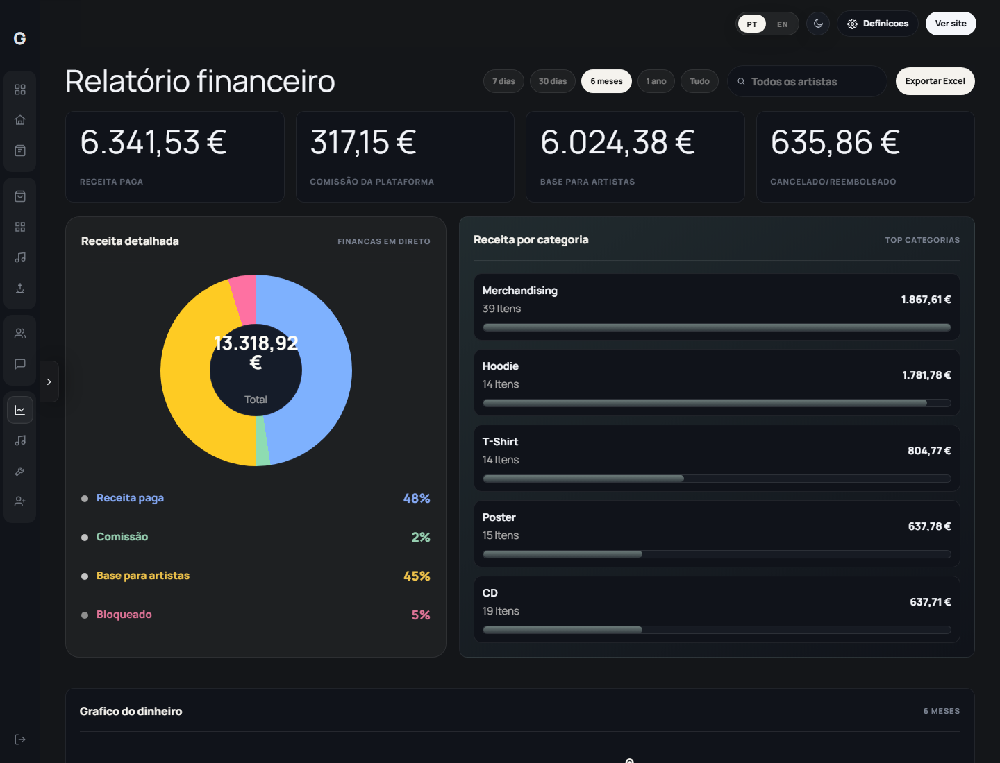 G
PT
EN
Definicoes
Ver site
Relatório financeiro
7 dias
30 dias
6 meses
1 ano
Tudo
Todos os artistas
Exportar Excel
6.341,53 €
RECEITA PAGA
317,15 €
COMISSÃO DA PLATAFORMA
6.024,38 €
BASE PARA ARTISTAS
635,86 €
CANCELADO/REEMBOLSADO
Receita detalhada
FINANCAS EM DIRETO
13.318,92
€
Total
Receita paga
48%
Comissão
2%
Base para artistas
45%
Bloqueado
5%
Receita por categoria
TOP CATEGORIAS
Merchandising
39 Itens
1.867,61 €
Hoodie
14 Itens
1.781,78 €
T-Shirt
14 Itens
804,77 €
Poster
15 Itens
637,78 €
CD
19 Itens
637,71 €
Grafico do dinheiro
6 MESES